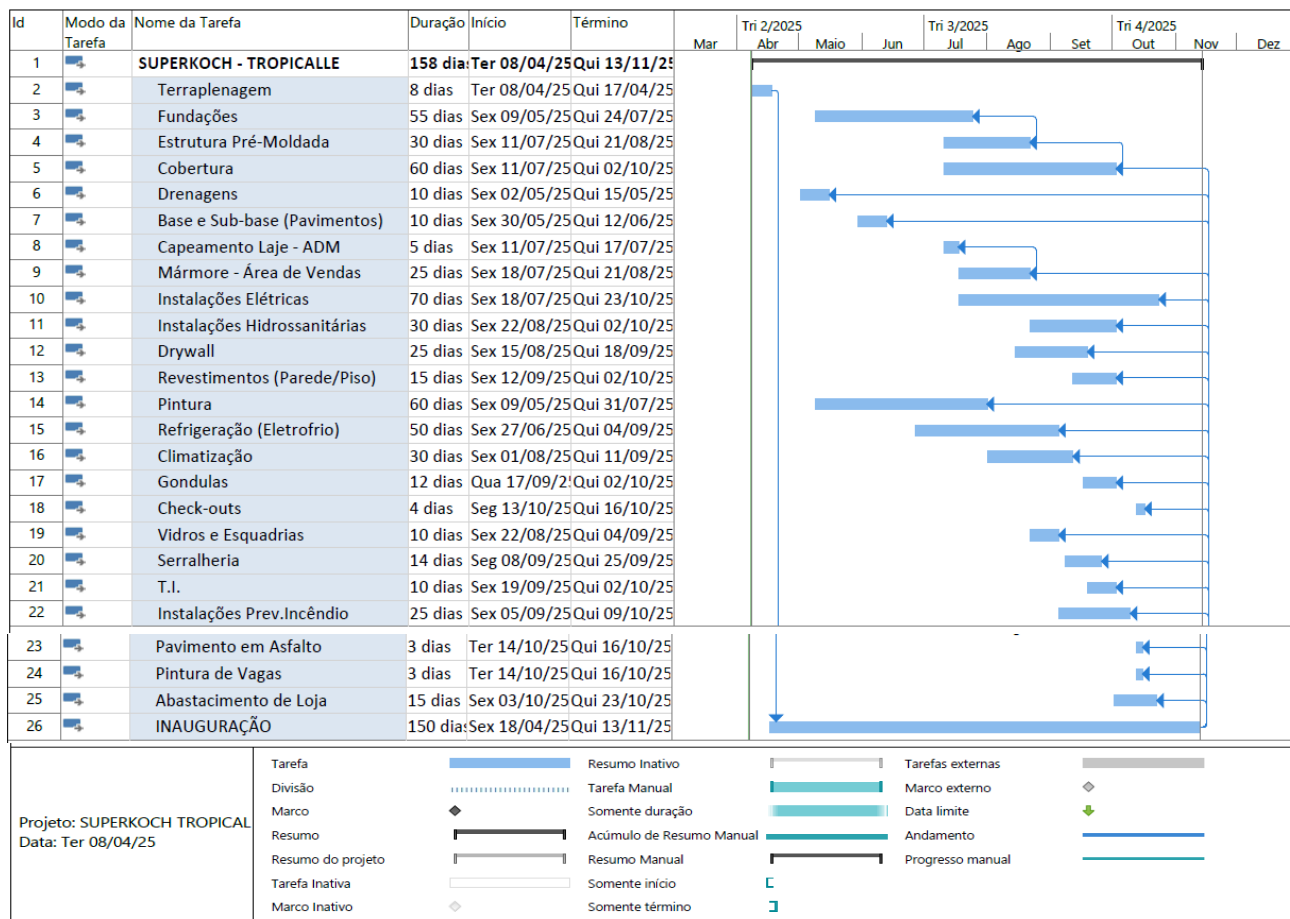 Id Modo da Tarefa Nome da Tarefa Duração Início Término Tri 2/2025 Tri 3/2025 Tri 4/2025
Mar Abr Maio Jun Jul Ago Set Out Nov Dez
1 SUPERKOCH - TROPICALLE 158 dia: Ter 08/04/25 Qui 13/11/25
2 Terraplenagem 8 dias Ter 08/04/25 Qui 17/04/25
3 Fundações 55 dias Sex 09/05/25 Qui 24/07/25
4 Estrutura Pré-Moldada 30 dias Sex 11/07/25 Qui 21/08/25
5 Cobertura 60 dias Sex 11/07/25 Qui 02/10/25
6 Drenagens 10 dias Sex 02/05/25 Qui 15/05/25
7 Base e Sub-base (Pavimentos) 10 dias Sex 30/05/25 Qui 12/06/25
8 Capeamento Laje - ADM 5 dias Sex 11/07/25 Qui 17/07/25
9 Mármore - Área de Vendas 25 dias Sex 18/07/25 Qui 21/08/25
10 Instalações Elétricas 70 dias Sex 18/07/25 Qui 23/10/25
11 Instalações Hidrossanitárias 30 dias Sex 22/08/25 Qui 02/10/25
12 Drywall 25 dias Sex 15/08/25 Qui 18/09/25
13 Revestimentos (Parede/Piso) 15 dias Sex 12/09/25 Qui 02/10/25
14 Pintura 60 dias Sex 09/05/25 Qui 31/07/25
15 Refrigeração (Eletrofrio) 50 dias Sex 27/06/25 Qui 04/09/25
16 Climatização 30 dias Sex 01/08/25 Qui 11/09/25
17 Gondulas 12 dias Qua 17/09/2 Qui 02/10/25
18 Check-outs 4 dias Seg 13/10/25 Qui 16/10/25
19 Vidros e Esquadrias 10 dias Sex 22/08/25 Qui 04/09/25
20 Serralheria 14 dias Seg 08/09/25 Qui 25/09/25
21 T.I. 10 dias Sex 19/09/25 Qui 02/10/25
22 Instalações Prev.Incêndio 25 dias Sex 05/09/25 Qui 09/10/25
23 Pavimento em Asfalto 3 dias Ter 14/10/25 Qui 16/10/25
24 Pintura de Vagas 3 dias Ter 14/10/25 Qui 16/10/25
25 Abastacimento de Loja 15 dias Sex 03/10/25 Qui 23/10/25
26 INAUGURAÇÃO 150 dia: Sex 18/04/25 Qui 13/11/25
Projeto: SUPERKOCH TROPICAL
Data: Ter 08/04/25
Tarefa Resumo Inativo Tarefas externas
Divisão Tarefa Manual Marco externo
Marco Somente duração Data limite
Resumo Acúmulo de Resumo Manual Andamento
Resumo do projeto Resumo Manual Progresso manual
Tarefa Inativa Somente início
Marco Inativo Somente término